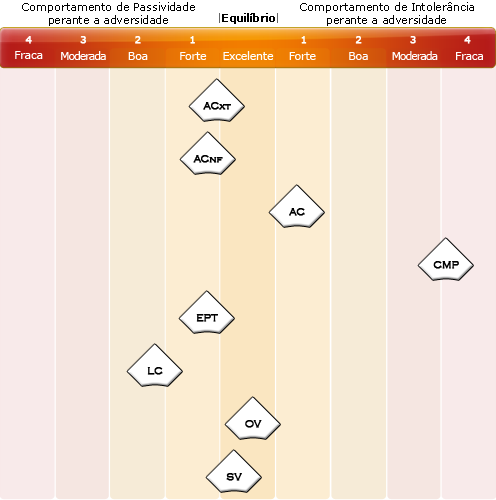 Comportamento de Passividade
perante a adversidade
|Equilíbrio|
Comportamento de Intolerância
perante a adversidade
4 3 2 1 1 2 3 4
Fraca Moderada Boa Forte Excelente Forte Boa Moderada Fraca
ACXT
ACNF
AC
CMP
EPT
LC
OV
SV